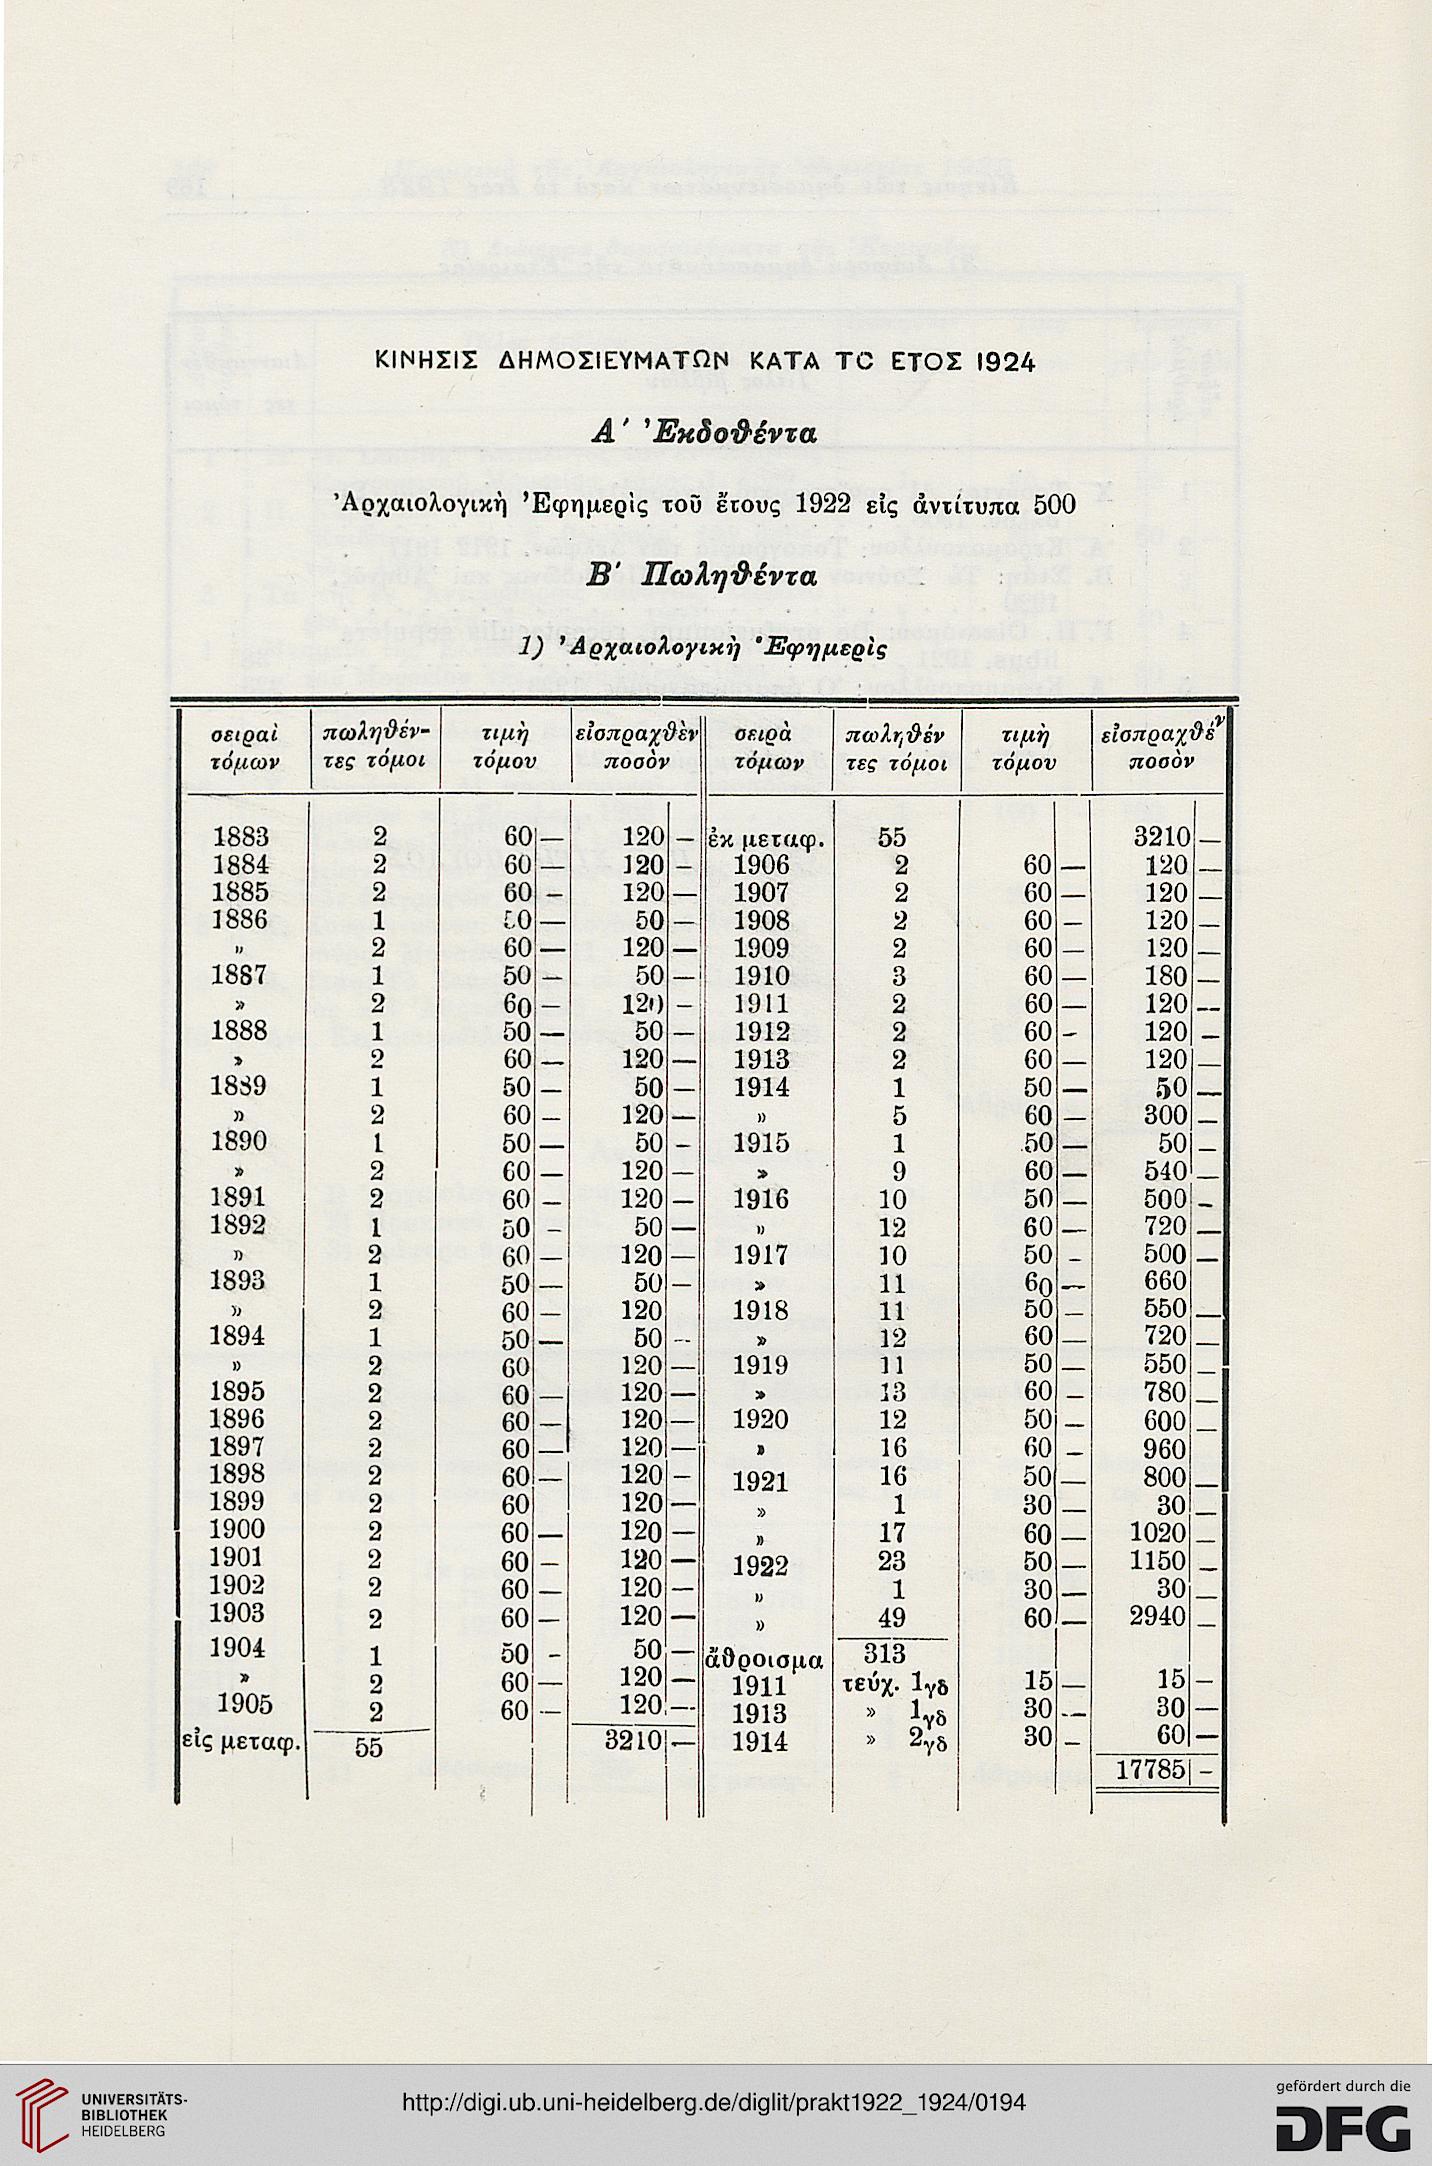 ΚΙΝΗΣΙΣ ΔΗΜΟΣΙΕΥΜΑΤΩΝ ΚΑΤΑ ΤΟ ΕΤΟΣ 1924
Α΄ Ἐκδοθέντα
Ἀρχαιολογικὴ Ἐφημερὶς τοῦ ἔτους 1922 εἰς ἀντίτυπα 500
Β΄ Πωληθέντα
1) Ἀρχαιολογικὴ Ἐφημερὶς
σειραὶ τόμων | πωληθέν-τες τόμοι | τιμὴ τόμου | εἰσπραχθὲν ποσὸν | σειρὰ τόμων | πωληθέν τες τόμοι | τιμὴ τόμου | εἰσπραχθὲν ποσὸν
1883 2 60 — 120 — ἐκ μεταφ. 55 3210 —
1884 2 60 — 120 — 1906 2 60 — 120 —
1885 2 60 — 120 — 1907 2 60 — 120 —
1886 1 50 — 50 — 1908 2 60 — 120 —
» 2 60 — 120 — 1909 2 60 — 120 —
1887 1 50 — 50 — 1910 3 60 — 180 —
» 2 60 — 120 — 1911 2 60 — 120 —
1888 1 50 — 50 — 1912 2 60 — 120 —
» 2 60 — 120 — 1913 2 60 — 120 —
1889 1 50 — 50 — 1914 1 50 — 50 —
» 2 60 — 120 — » 5 60 — 300 —
1890 1 50 — 50 — 1915 1 50 — 50 —
» 2 60 — 120 — » 9 60 — 540 —
1891 2 60 — 120 — 1916 10 50 — 500 —
1892 1 50 — 50 — » 12 60 — 720 —
» 2 60 — 120 — 1917 10 50 — 500 —
1893 1 50 — 50 — » 11 60 — 660
» 2 60 — 120 1918 11 50 — 550 —
1894 1 50 — 50 — » 12 60 — 720 —
» 2 60 120 — 1919 11 50 — 550 —
1895 2 60 — 120 — » 13 60 — 780 —
1896 2 60 — 120 — 1920 12 50 — 600 —
1897 2 60 — 120 — » 16 60 — 960
1898 2 60 — 120 — 1921 16 50 — 800 —
1899 2 60 120 — » 1 30 — 30 —
1900 2 60 — 120 — » 17 60 — 1020 —
1901 2 60 — 120 — 1922 23 50 — 1150 —
1902 2 60 — 120 — » 1 30 — 30 —
1903 2 60 — 120 — » 49 60 — 2940 —
1904 1 50 — 50 — ἄθροισμα 313
» 2 60 — 120 — 1911 τεύχ. 1γδ 15 — 15 —
1905 2 60 — 120 — 1913 » 1γδ 30 — 30 —
εἰς μεταφ. 55 3210 — 1914 » 2γδ 30 — 60 —
17785 —
UNIVERSITÄTS-
BIBLIOTHEK
HEIDELBERG
http://digi.ub.uni-heidelberg.de/diglit/prakt1922_1924/0194
gefördert durch die
DFG